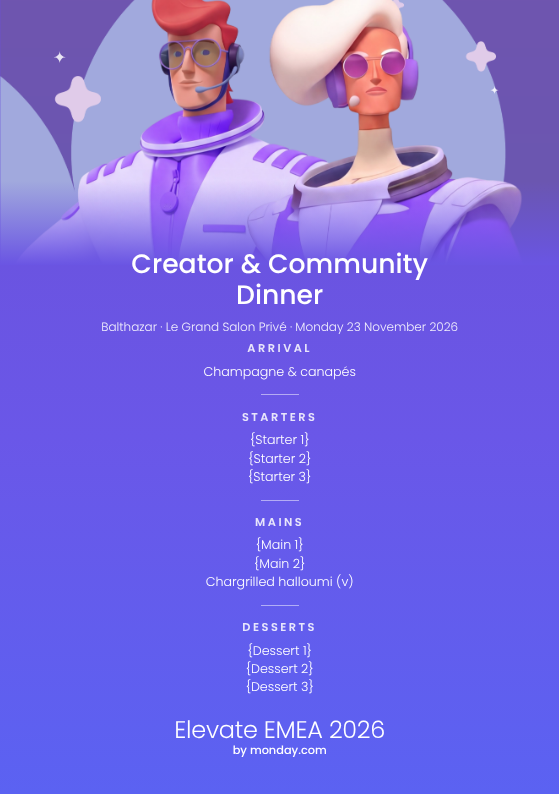 Creator & Community
Dinner
Balthazar · Le Grand Salon Privé · Monday 23 November 2026
ARRIVAL
Champagne & canapés
STARTERS
{Starter 1}
{Starter 2}
{Starter 3}
MAINS
{Main 1}
{Main 2}
Chargrilled halloumi (v)
DESSERTS
{Dessert 1}
{Dessert 2}
{Dessert 3}
Elevate EMEA 2026
by monday.com